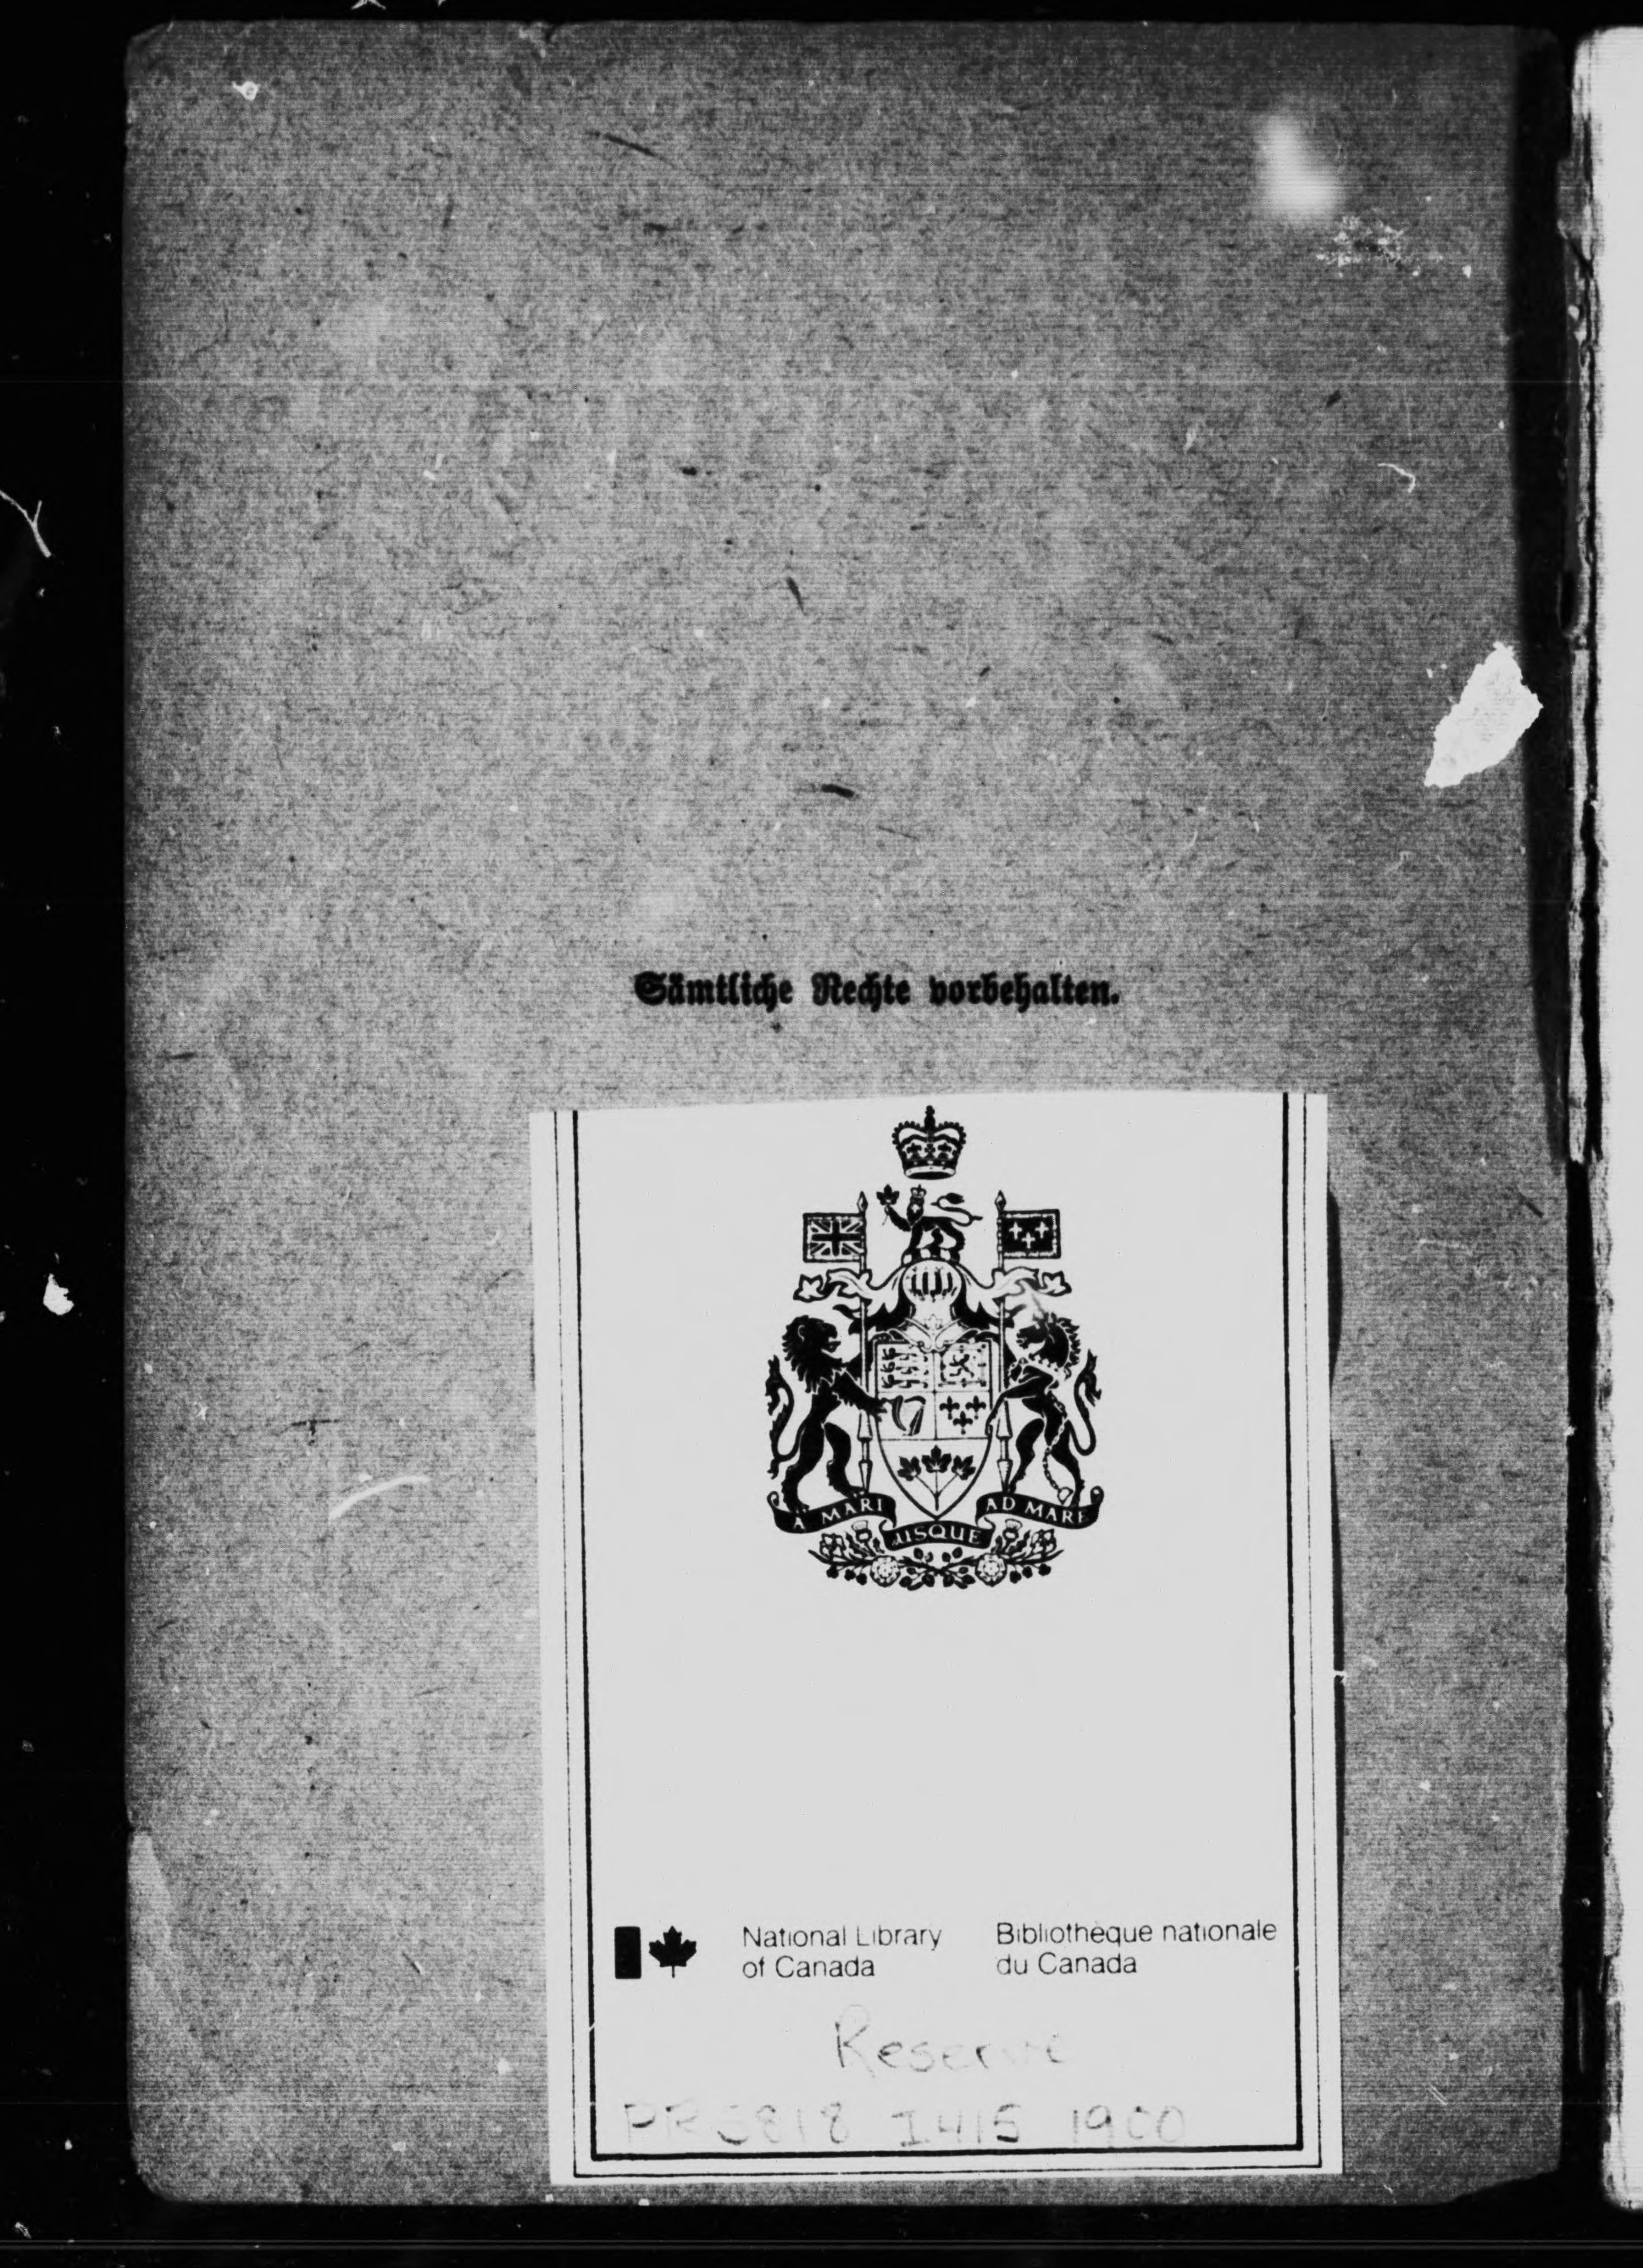 Sämtliche Rechte vorbehalten.
A MARI USQUE AD MARE
National Library of Canada
Bibliothèque nationale du Canada
Reserve
PR5818 I415 1900